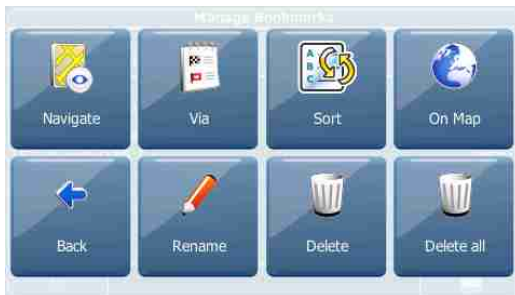 Manage Bookmarks
Navigate
Via
Sort
On Map
Back
Rename
Delete
Delete all